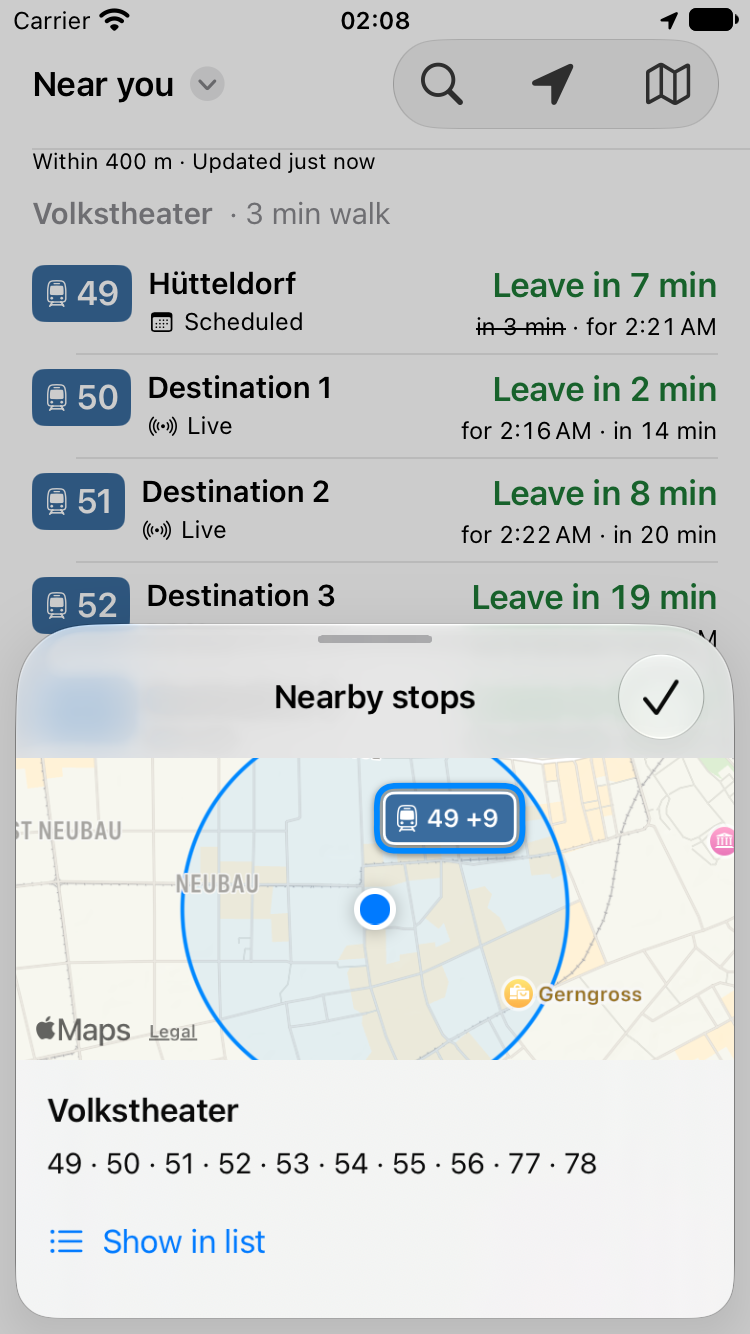 Carrier 02:08
Near you
Within 400 m · Updated just now
Volkstheater · 3 min walk
49 Hütteldorf Leave in 7 min
Scheduled in 3 min · for 2:21 AM
50 Destination 1 Leave in 2 min
Live for 2:16 AM · in 14 min
51 Destination 2 Leave in 8 min
Live for 2:22 AM · in 20 min
52 Destination 3 Leave in 19 min
Nearby stops
49 +9
ST NEUBAU
NEUBAU
Gerngross
Maps Legal
Volkstheater
49 · 50 · 51 · 52 · 53 · 54 · 55 · 56 · 77 · 78
Show in list